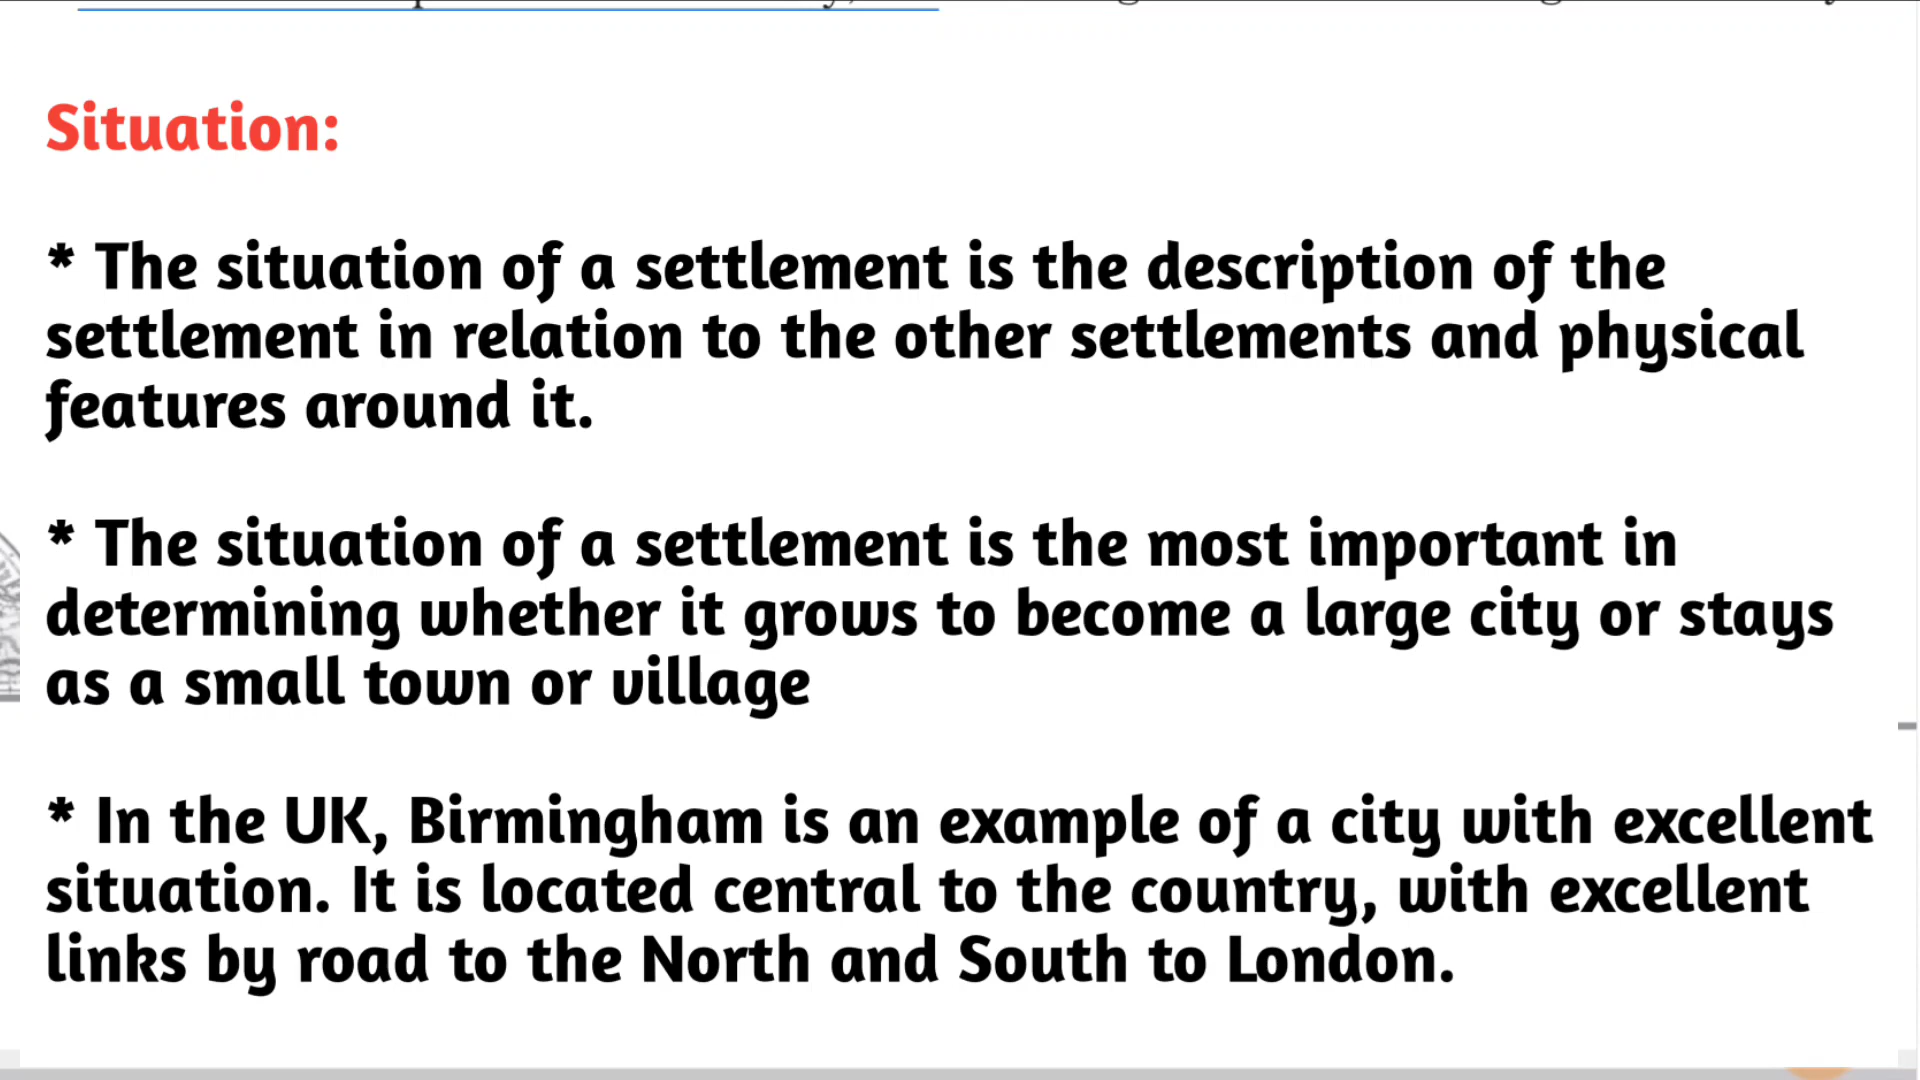 Situation:
* The situation of a settlement is the description of the
settlement in relation to the other settlements and physical
features around it.
* The situation of a settlement is the most important in
determining whether it grows to become a large city or stays
as a small town or village
* In the UK, Birmingham is an example of a city with excellent
situation. It is located central to the country, with excellent
links by road to the North and South to London.